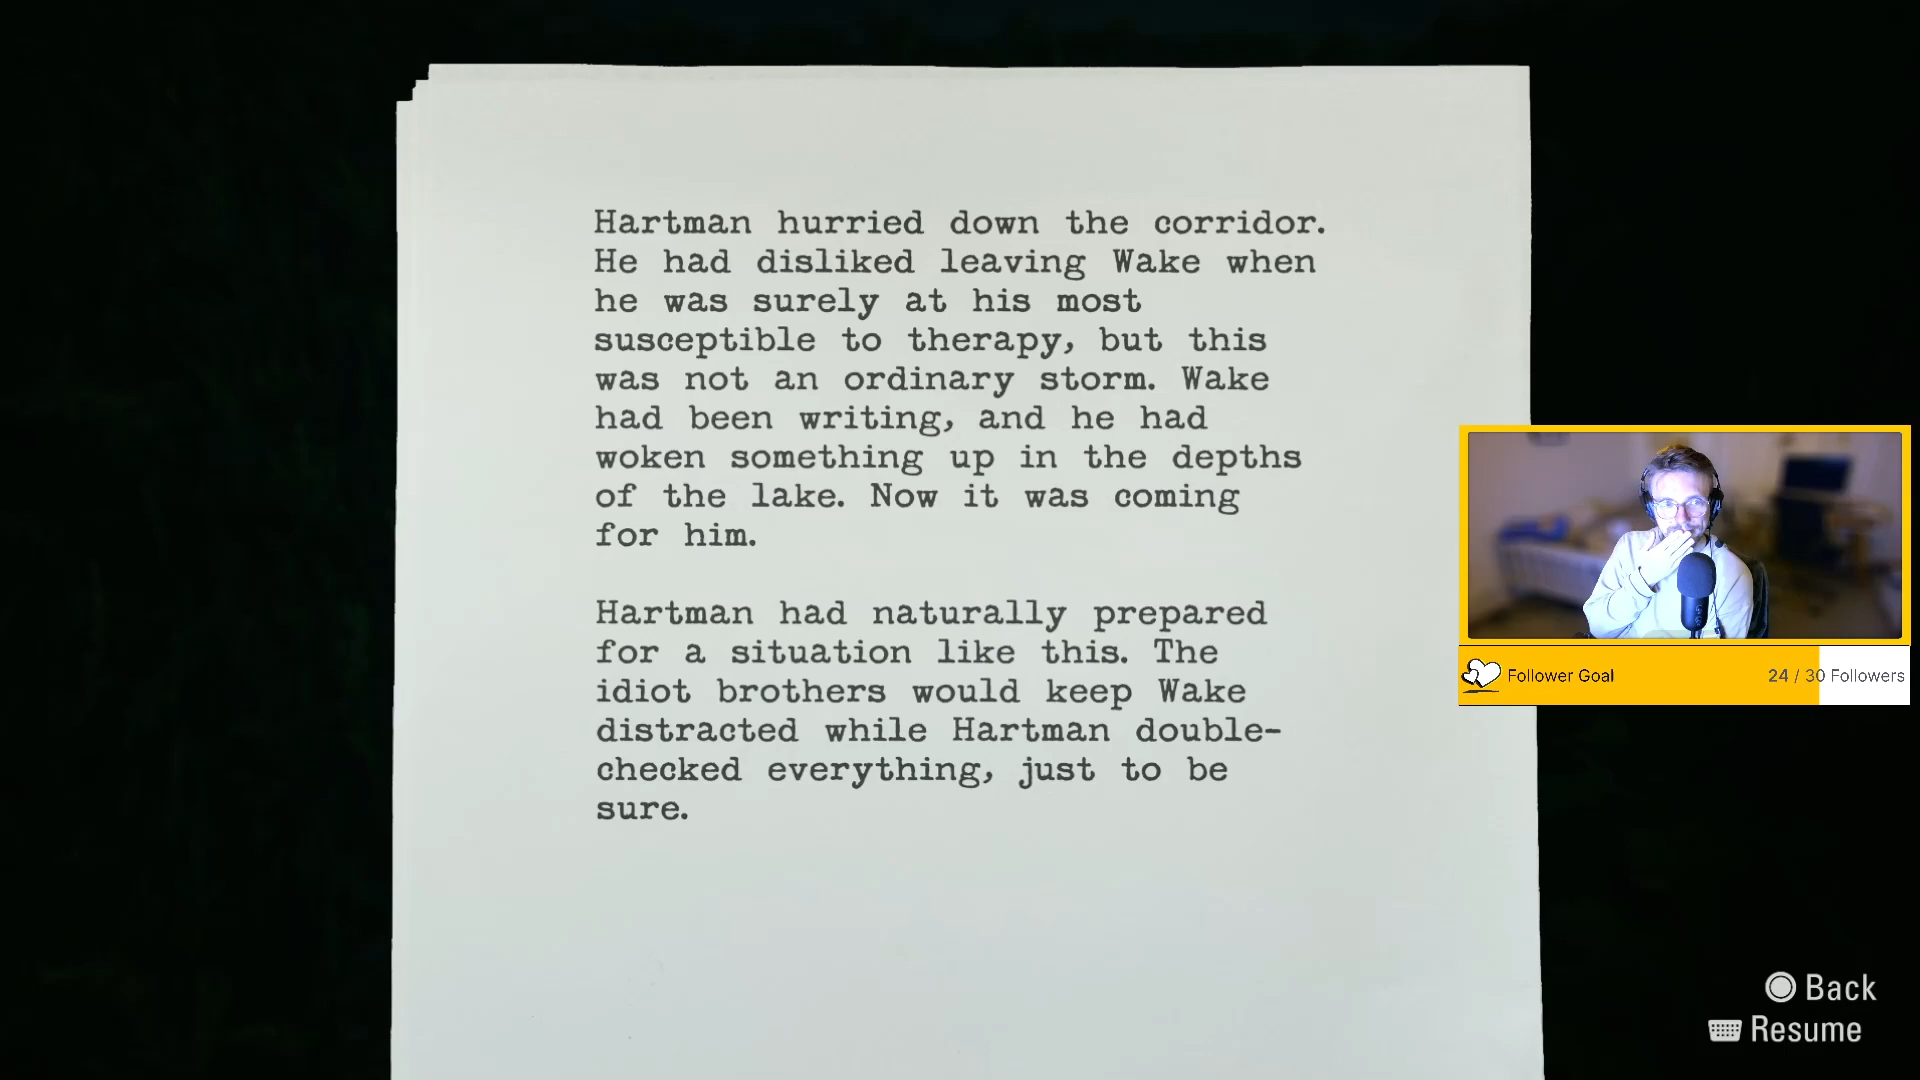 Hartman hurried down the corridor.
He had disliked leaving Wake when
he was surely at his most
susceptible to therapy, but this
was not an ordinary storm. Wake
had been writing, and he had
woken something up in the depths
of the lake. Now it was coming
for him.
Hartman had naturally prepared
for a situation like this. The
idiot brothers would keep Wake
distracted while Hartman double-
checked everything, just to be
sure.
Follower Goal 24 / 30 Followers
Back
Resume